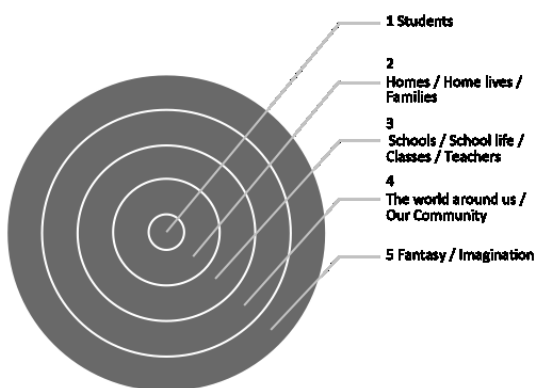 1 Students
2
Homes / Home lives /
Families
3
Schools / School life /
Classes / Teachers
4
The world around us /
Our Community
5 Fantasy / Imagination